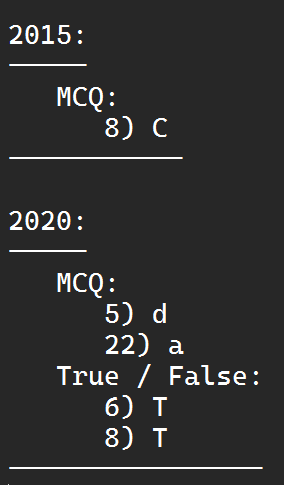 2015:
MCQ:
8) C
2020:
MCQ:
5) d
22) a
True / False:
6) T
8) T